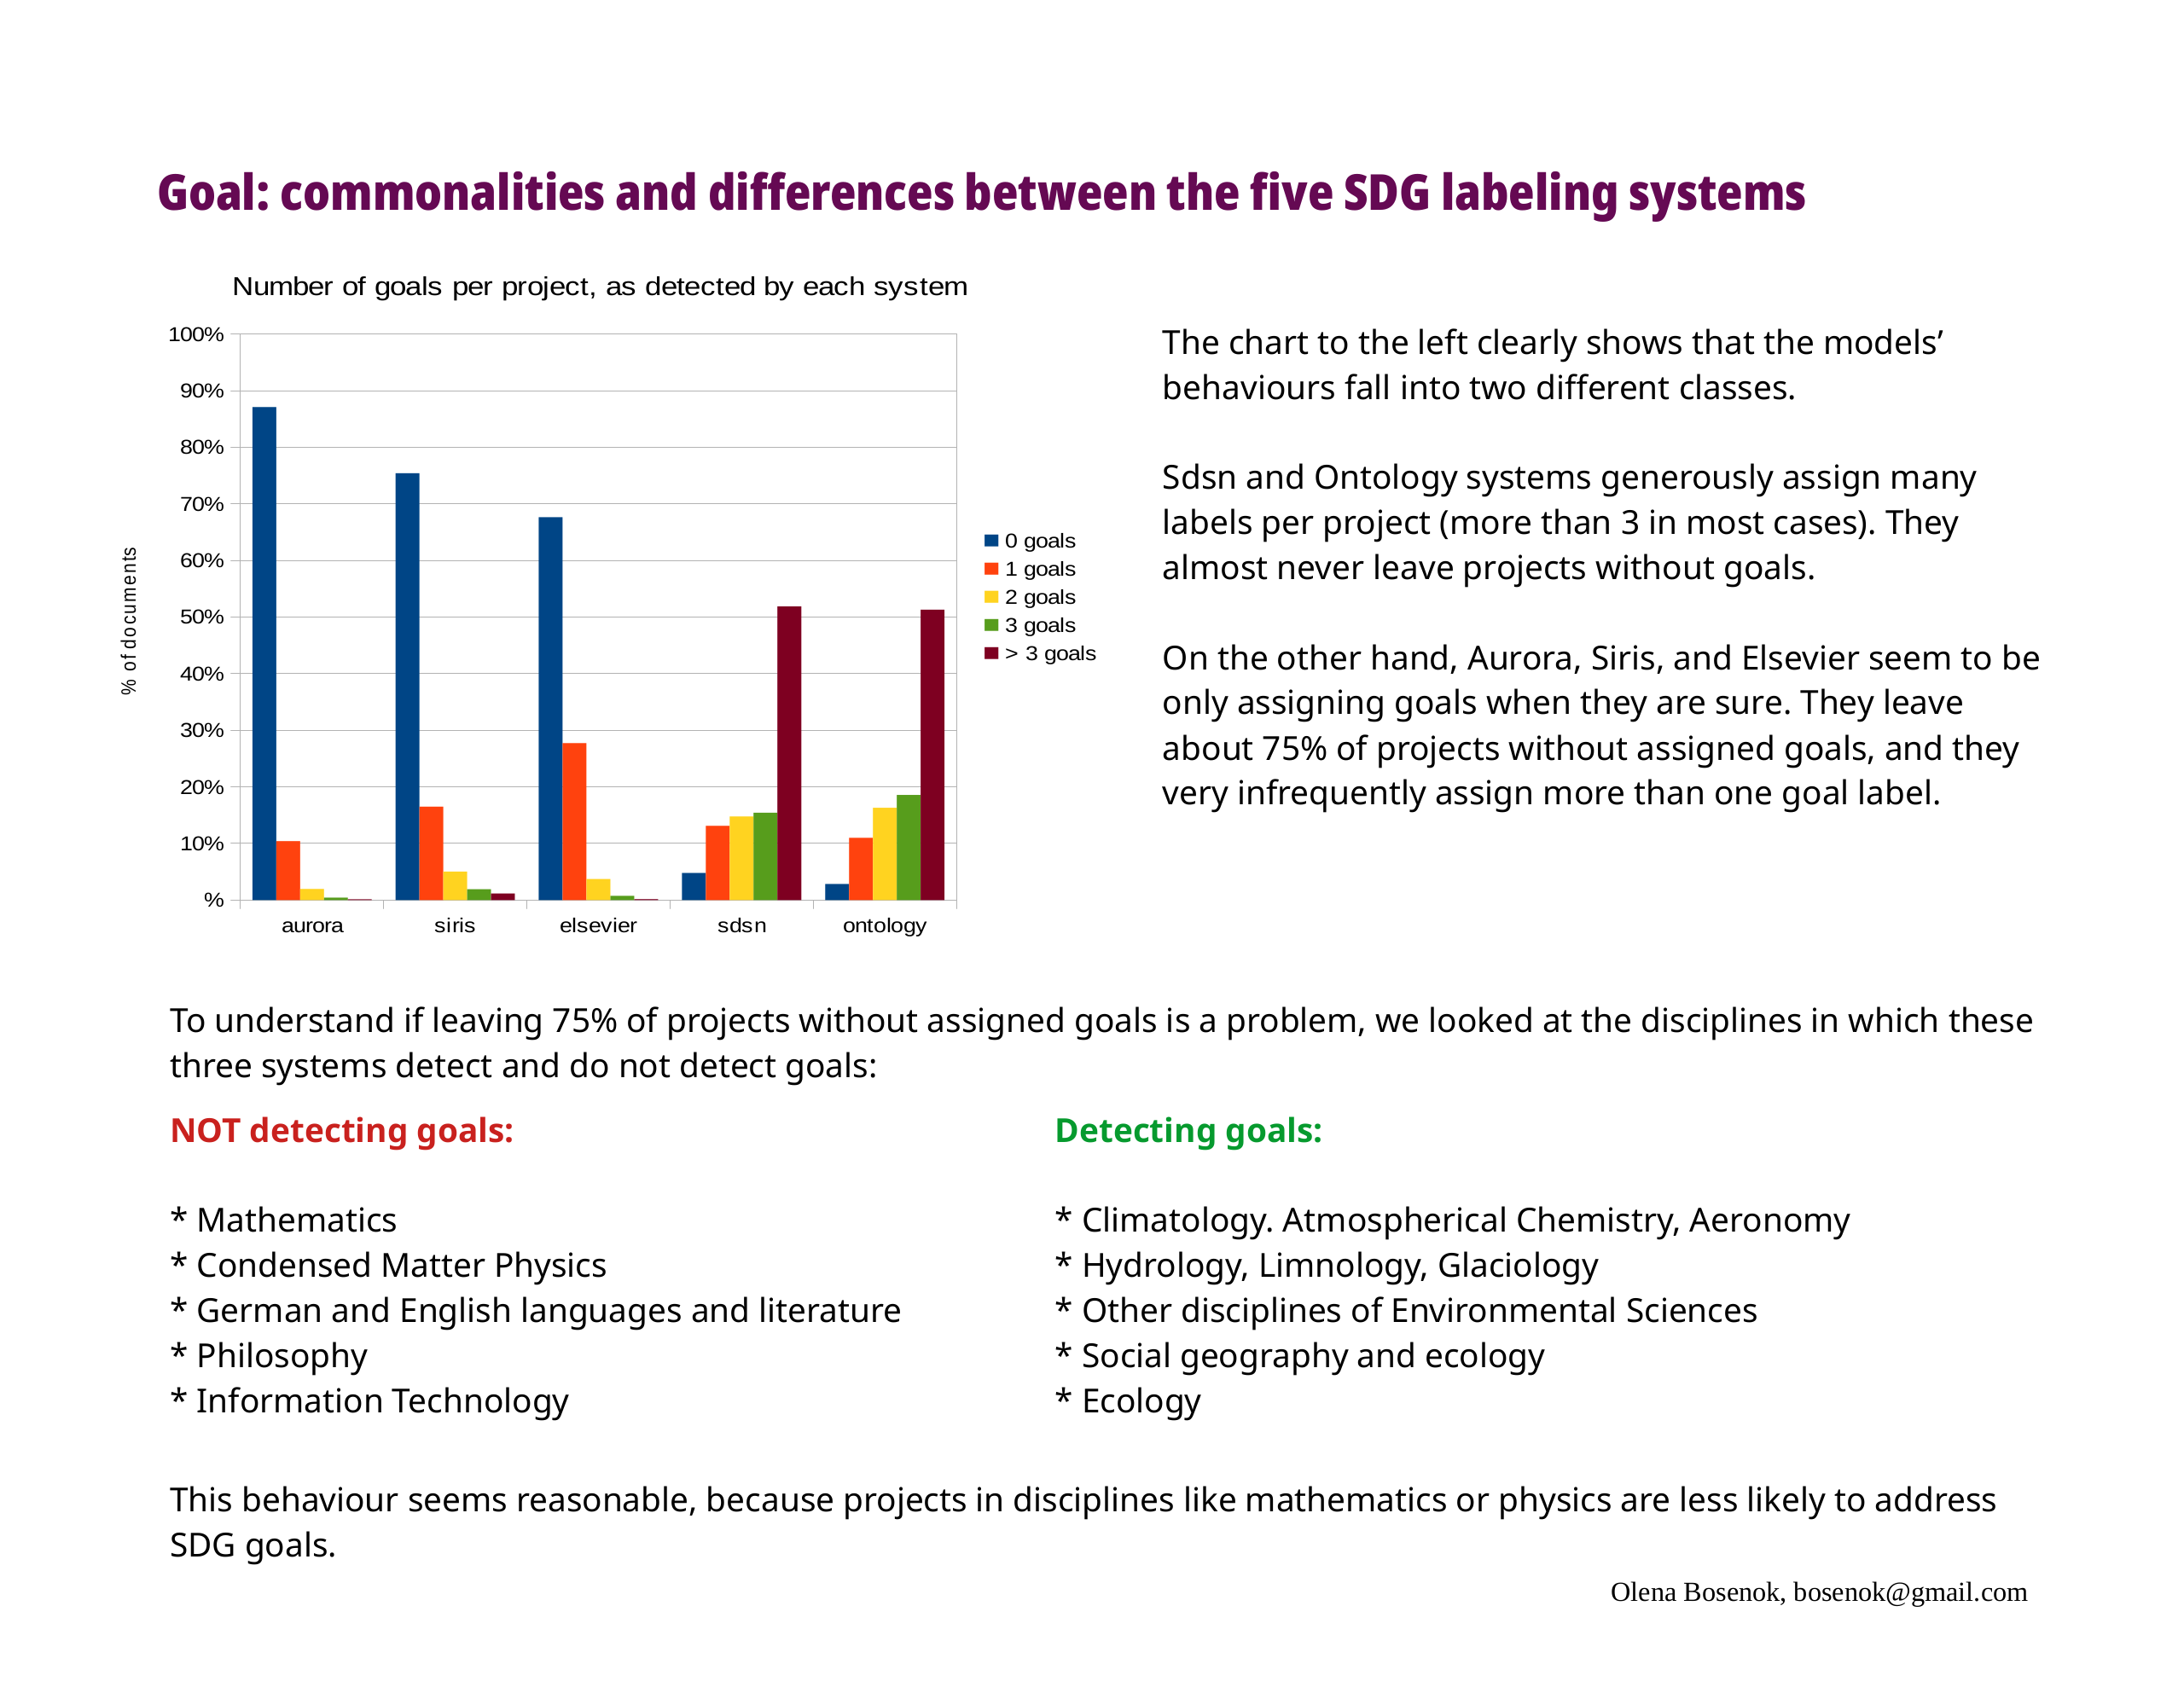 Goal: commonalities and differences between the five SDG labeling systems
Number of goals per project, as detected by each system
100%
90%
80%
70%
60%
50%
40%
30%
20%
10%
%
% of documents
aurora
siris
elsevier
sdsn
ontology
0 goals
1 goals
2 goals
3 goals
> 3 goals
The chart to the left clearly shows that the models’
behaviours fall into two different classes.
Sdsn and Ontology systems generously assign many
labels per project (more than 3 in most cases). They
almost never leave projects without goals.
On the other hand, Aurora, Siris, and Elsevier seem to be
only assigning goals when they are sure. They leave
about 75% of projects without assigned goals, and they
very infrequently assign more than one goal label.
To understand if leaving 75% of projects without assigned goals is a problem, we looked at the disciplines in which these
three systems detect and do not detect goals:
NOT detecting goals:
* Mathematics
* Condensed Matter Physics
* German and English languages and literature
* Philosophy
* Information Technology
Detecting goals:
* Climatology. Atmospherical Chemistry, Aeronomy
* Hydrology, Limnology, Glaciology
* Other disciplines of Environmental Sciences
* Social geography and ecology
* Ecology
This behaviour seems reasonable, because projects in disciplines like mathematics or physics are less likely to address
SDG goals.
Olena Bosenok, bosenok@gmail.com